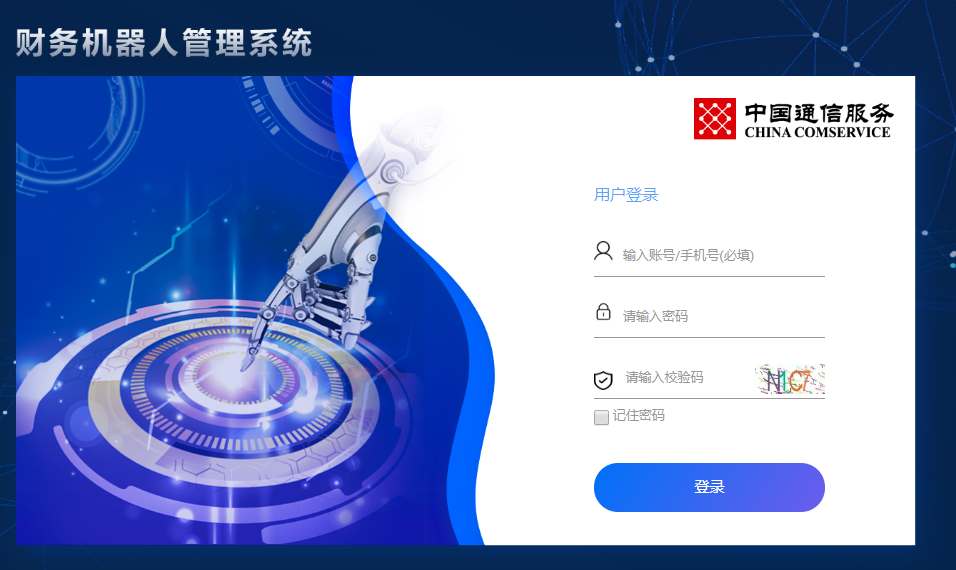 财务机器人管理系统
中国通信服务
CHINA COMSERVICE
用户登录
输入账号/手机号(必填)
请输入密码
请输入校验码
记住密码
登录